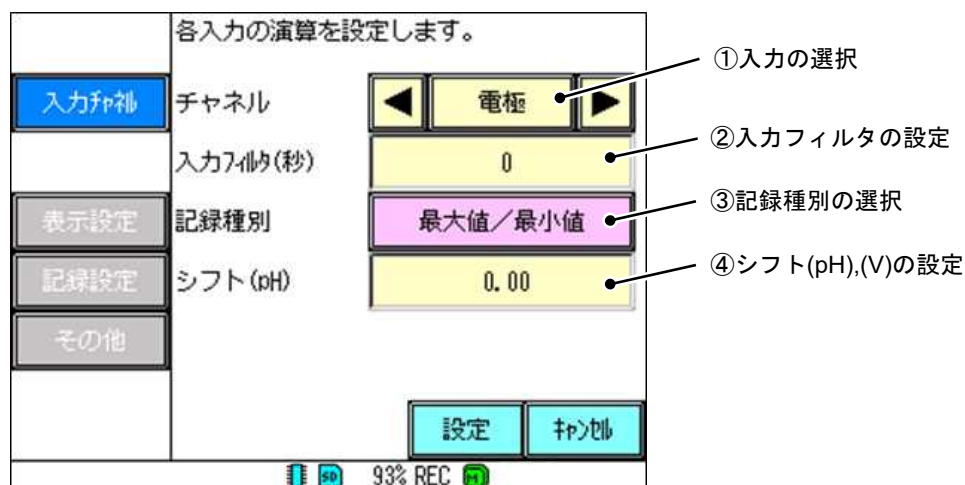 各入力の演算を設定します。
入力ﾁｬﾈﾙ
チャネル
◀ 電極 ▶
①入力の選択
入力ﾌｨﾙﾀ(秒)
0
②入力フィルタの設定
表示設定
記録種別
最大値／最小値
③記録種別の選択
記録設定
シフト(pH)
0.00
④シフト(pH),(V)の設定
その他
設定
ｷｬﾝｾﾙ
SD 93% REC M